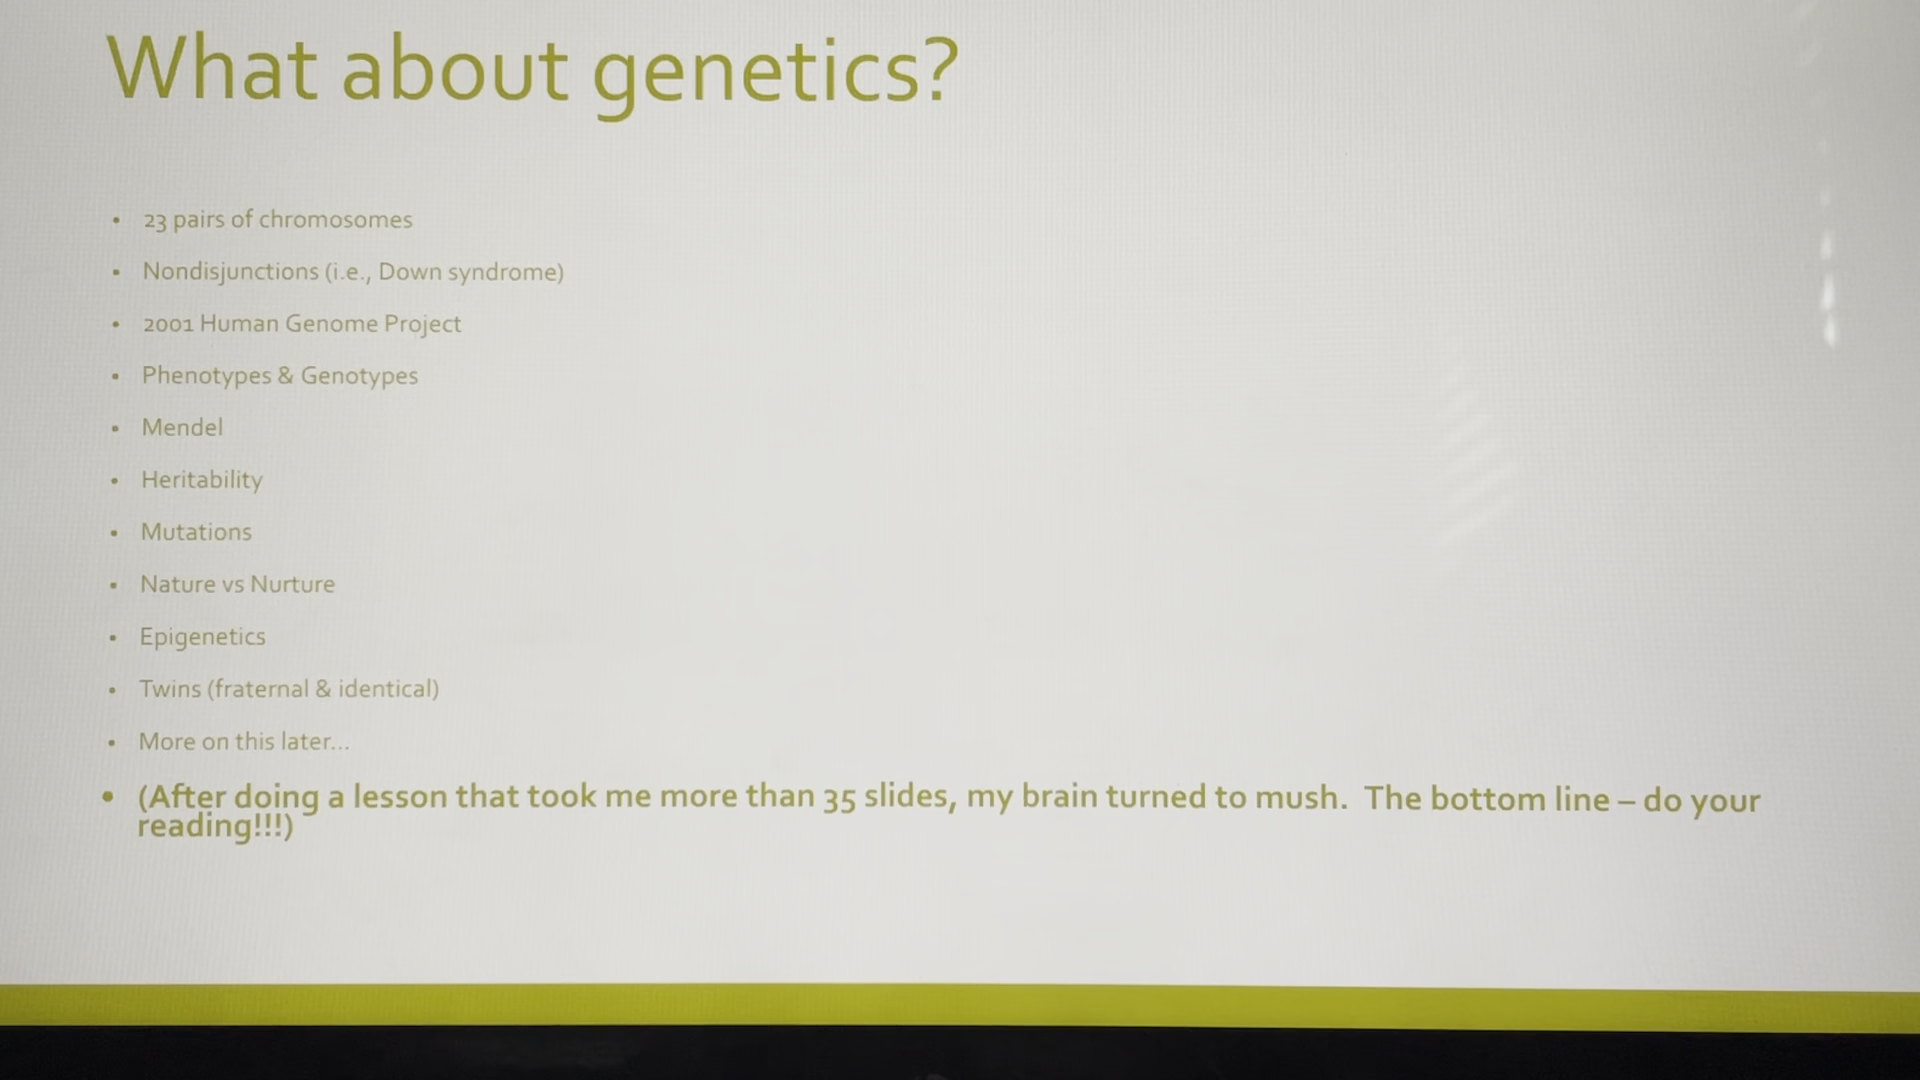 What about genetics?
• 23 pairs of chromosomes
• Nondisjunctions (i.e., Down syndrome)
• 2001 Human Genome Project
• Phenotypes & Genotypes
• Mendel
• Heritability
• Mutations
• Nature vs Nurture
• Epigenetics
• Twins (fraternal & identical)
• More on this later...
• (After doing a lesson that took me more than 35 slides, my brain turned to mush.  The bottom line – do your
reading!!!)